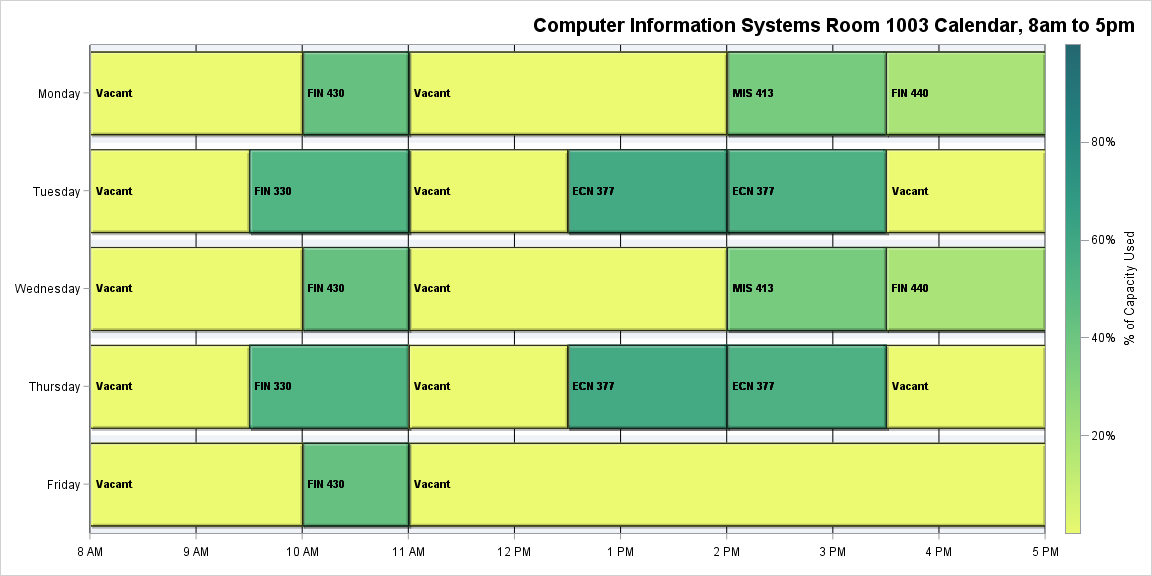 Computer Information Systems Room 1003 Calendar, 8am to 5pm
Monday
Vacant
FIN 430
Vacant
MIS 413
FIN 440
Tuesday
Vacant
FIN 330
Vacant
ECN 377
ECN 377
Vacant
Wednesday
Vacant
FIN 430
Vacant
MIS 413
FIN 440
Thursday
Vacant
FIN 330
Vacant
ECN 377
ECN 377
Vacant
Friday
Vacant
FIN 430
Vacant
8 AM
9 AM
10 AM
11 AM
12 PM
1 PM
2 PM
3 PM
4 PM
5 PM
80%
60%
40%
20%
% of Capacity Used